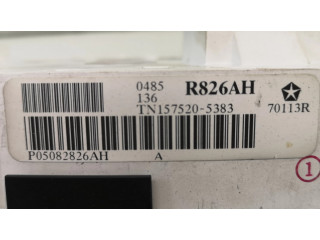 0485 R826AH
136
TN157520-5383 70113R
P05082826AH A
1